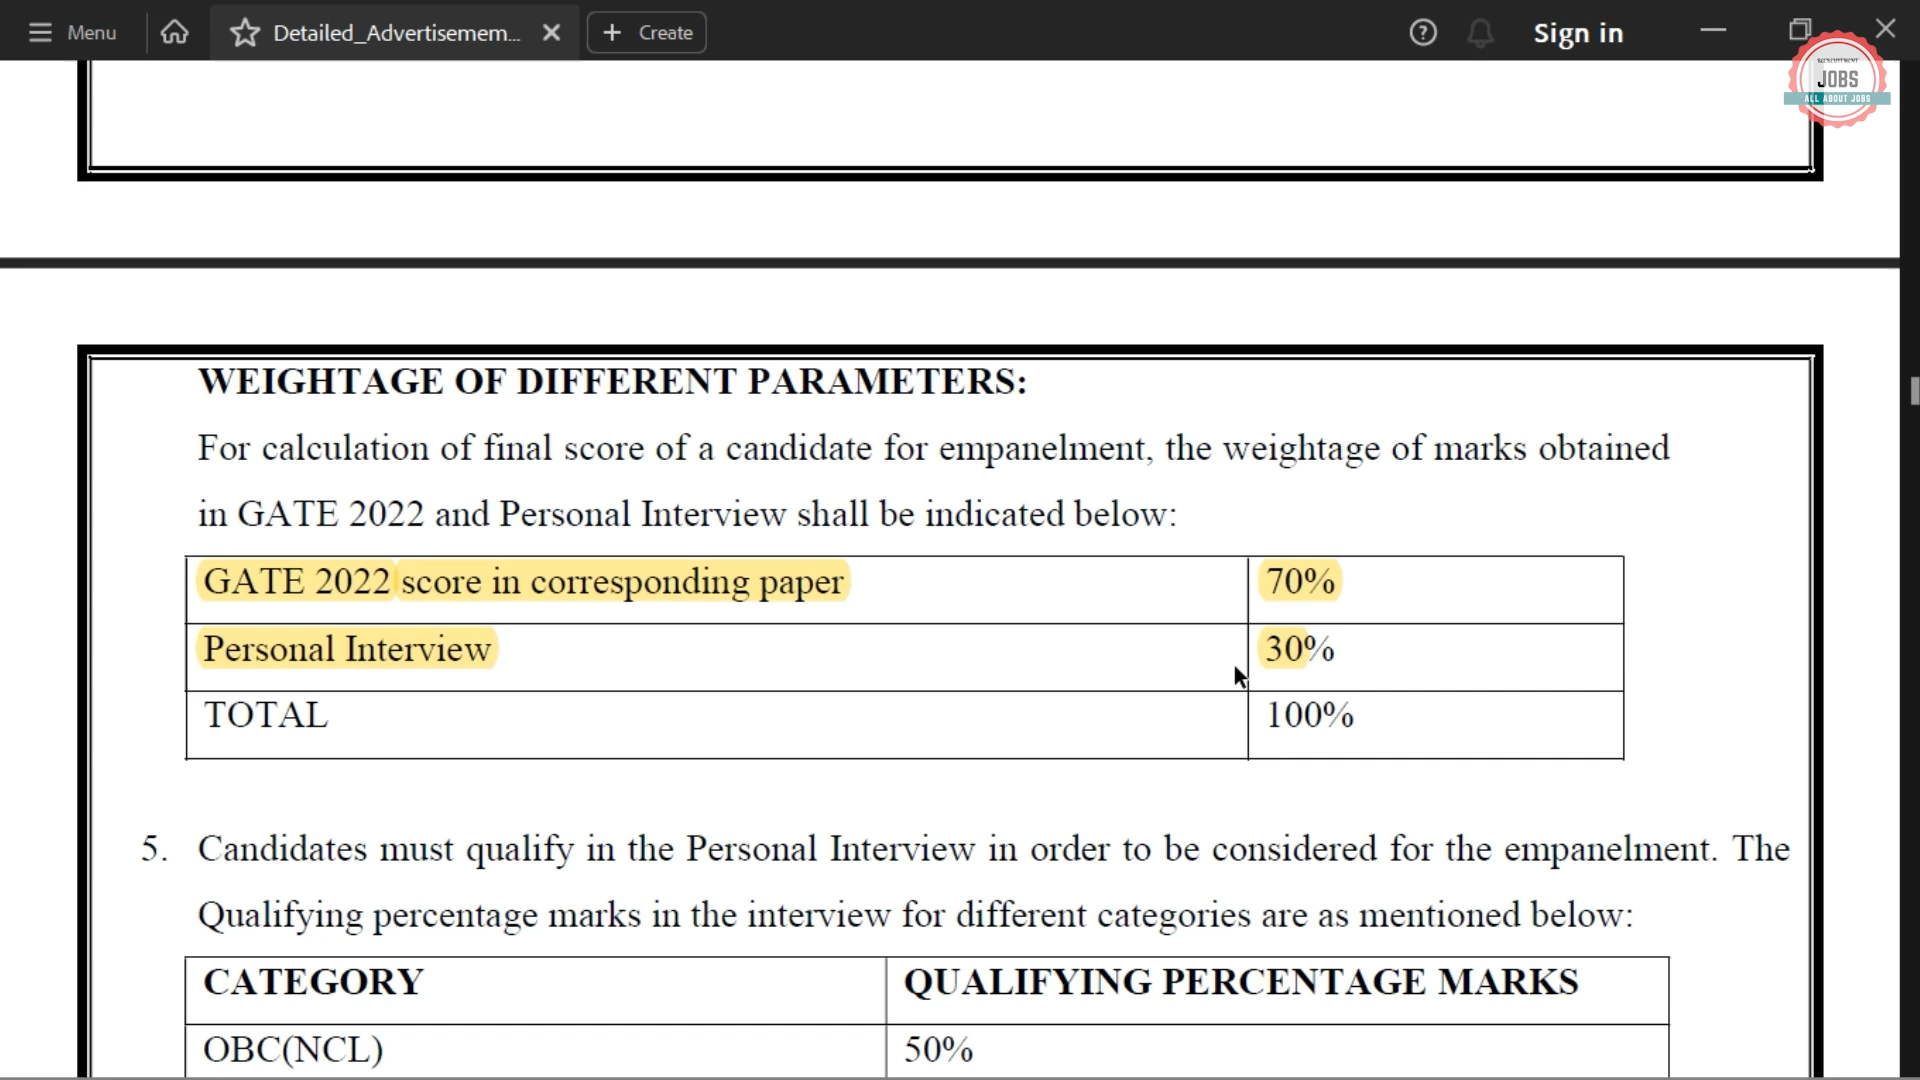 Menu
Detailed_Advertisemem...
Create
Sign in
JOBS
ALL ABOUT JOBS
WEIGHTAGE OF DIFFERENT PARAMETERS:
For calculation of final score of a candidate for empanelment, the weightage of marks obtained
in GATE 2022 and Personal Interview shall be indicated below:
GATE 2022 score in corresponding paper 70%
Personal Interview 30%
TOTAL 100%
5. Candidates must qualify in the Personal Interview in order to be considered for the empanelment. The
Qualifying percentage marks in the interview for different categories are as mentioned below:
CATEGORY QUALIFYING PERCENTAGE MARKS
OBC(NCL) 50%